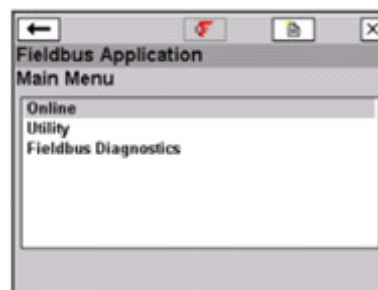 Fieldbus Application
Main Menu
Online
Utility
Fieldbus Diagnostics